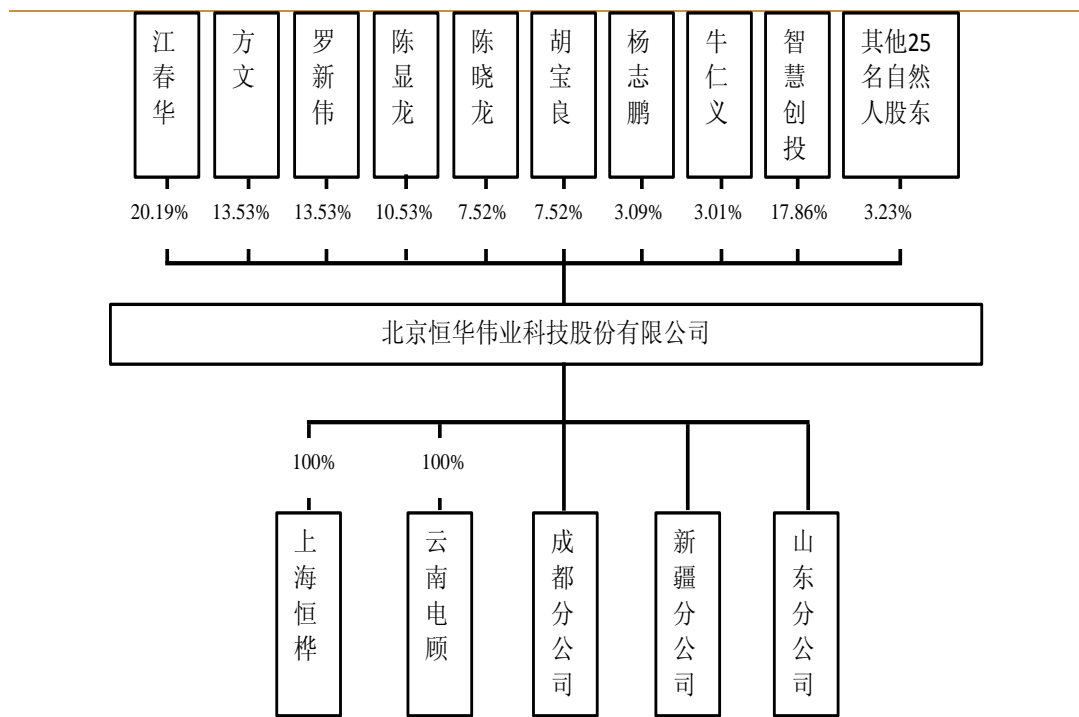 江春华
方文
罗新伟
陈显龙
陈晓龙
胡宝良
杨志鹏
牛仁义
智慧创投
其他25
名自然
人股东
20.19%
13.53%
13.53%
10.53%
7.52%
7.52%
3.09%
3.01%
17.86%
3.23%
北京恒华伟业科技股份有限公司
100%
100%
上海恒桦
云南电顾
成都分公司
新疆分公司
山东分公司